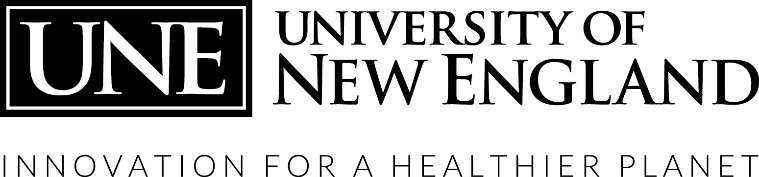 UNE
UNIVERSITY OF
NEW ENGLAND
INNOVATION FOR A HEALTHIER PLANET